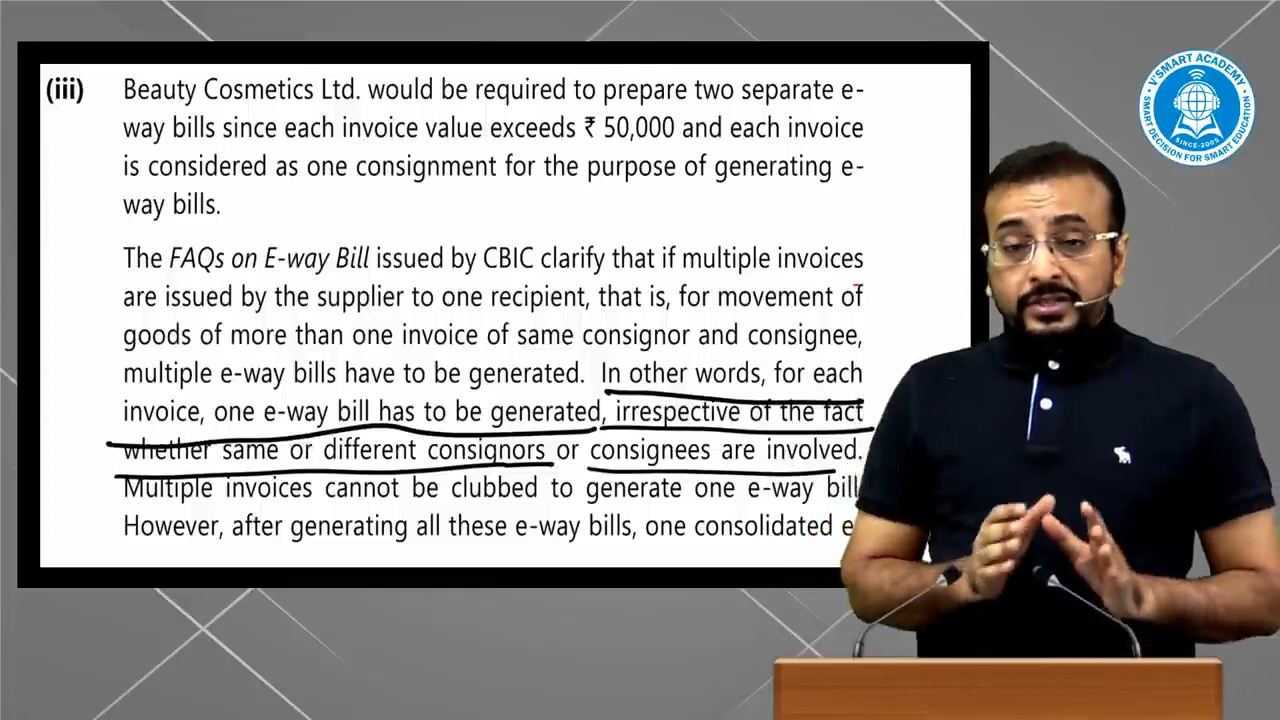 (iii) Beauty Cosmetics Ltd. would be required to prepare two separate e-
way bills since each invoice value exceeds ₹ 50,000 and each invoice
is considered as one consignment for the purpose of generating e-
way bills.
The FAQs on E-way Bill issued by CBIC clarify that if multiple invoices
are issued by the supplier to one recipient, that is, for movement of
goods of more than one invoice of same consignor and consignee,
multiple e-way bills have to be generated. In other words, for each
invoice, one e-way bill has to be generated, irrespective of the fact
whether same or different consignors or consignees are involved.
Multiple invoices cannot be clubbed to generate one e-way bill
However, after generating all these e-way bills, one consolidated e
V'SMART ACADEMY
SINCE-2005
SMART DECISION FOR SMART EDUCATION